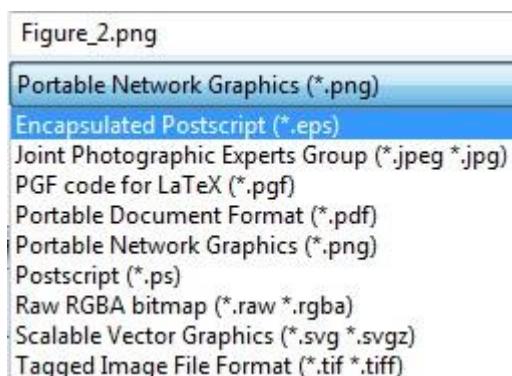 Figure_2.png
Portable Network Graphics (*.png)
Encapsulated Postscript (*.eps)
Joint Photographic Experts Group (*.jpeg *.jpg)
PGF code for LaTeX (*.pgf)
Portable Document Format (*.pdf)
Portable Network Graphics (*.png)
Postscript (*.ps)
Raw RGBA bitmap (*.raw *.rgba)
Scalable Vector Graphics (*.svg *.svgz)
Tagged Image File Format (*.tif *.tiff)